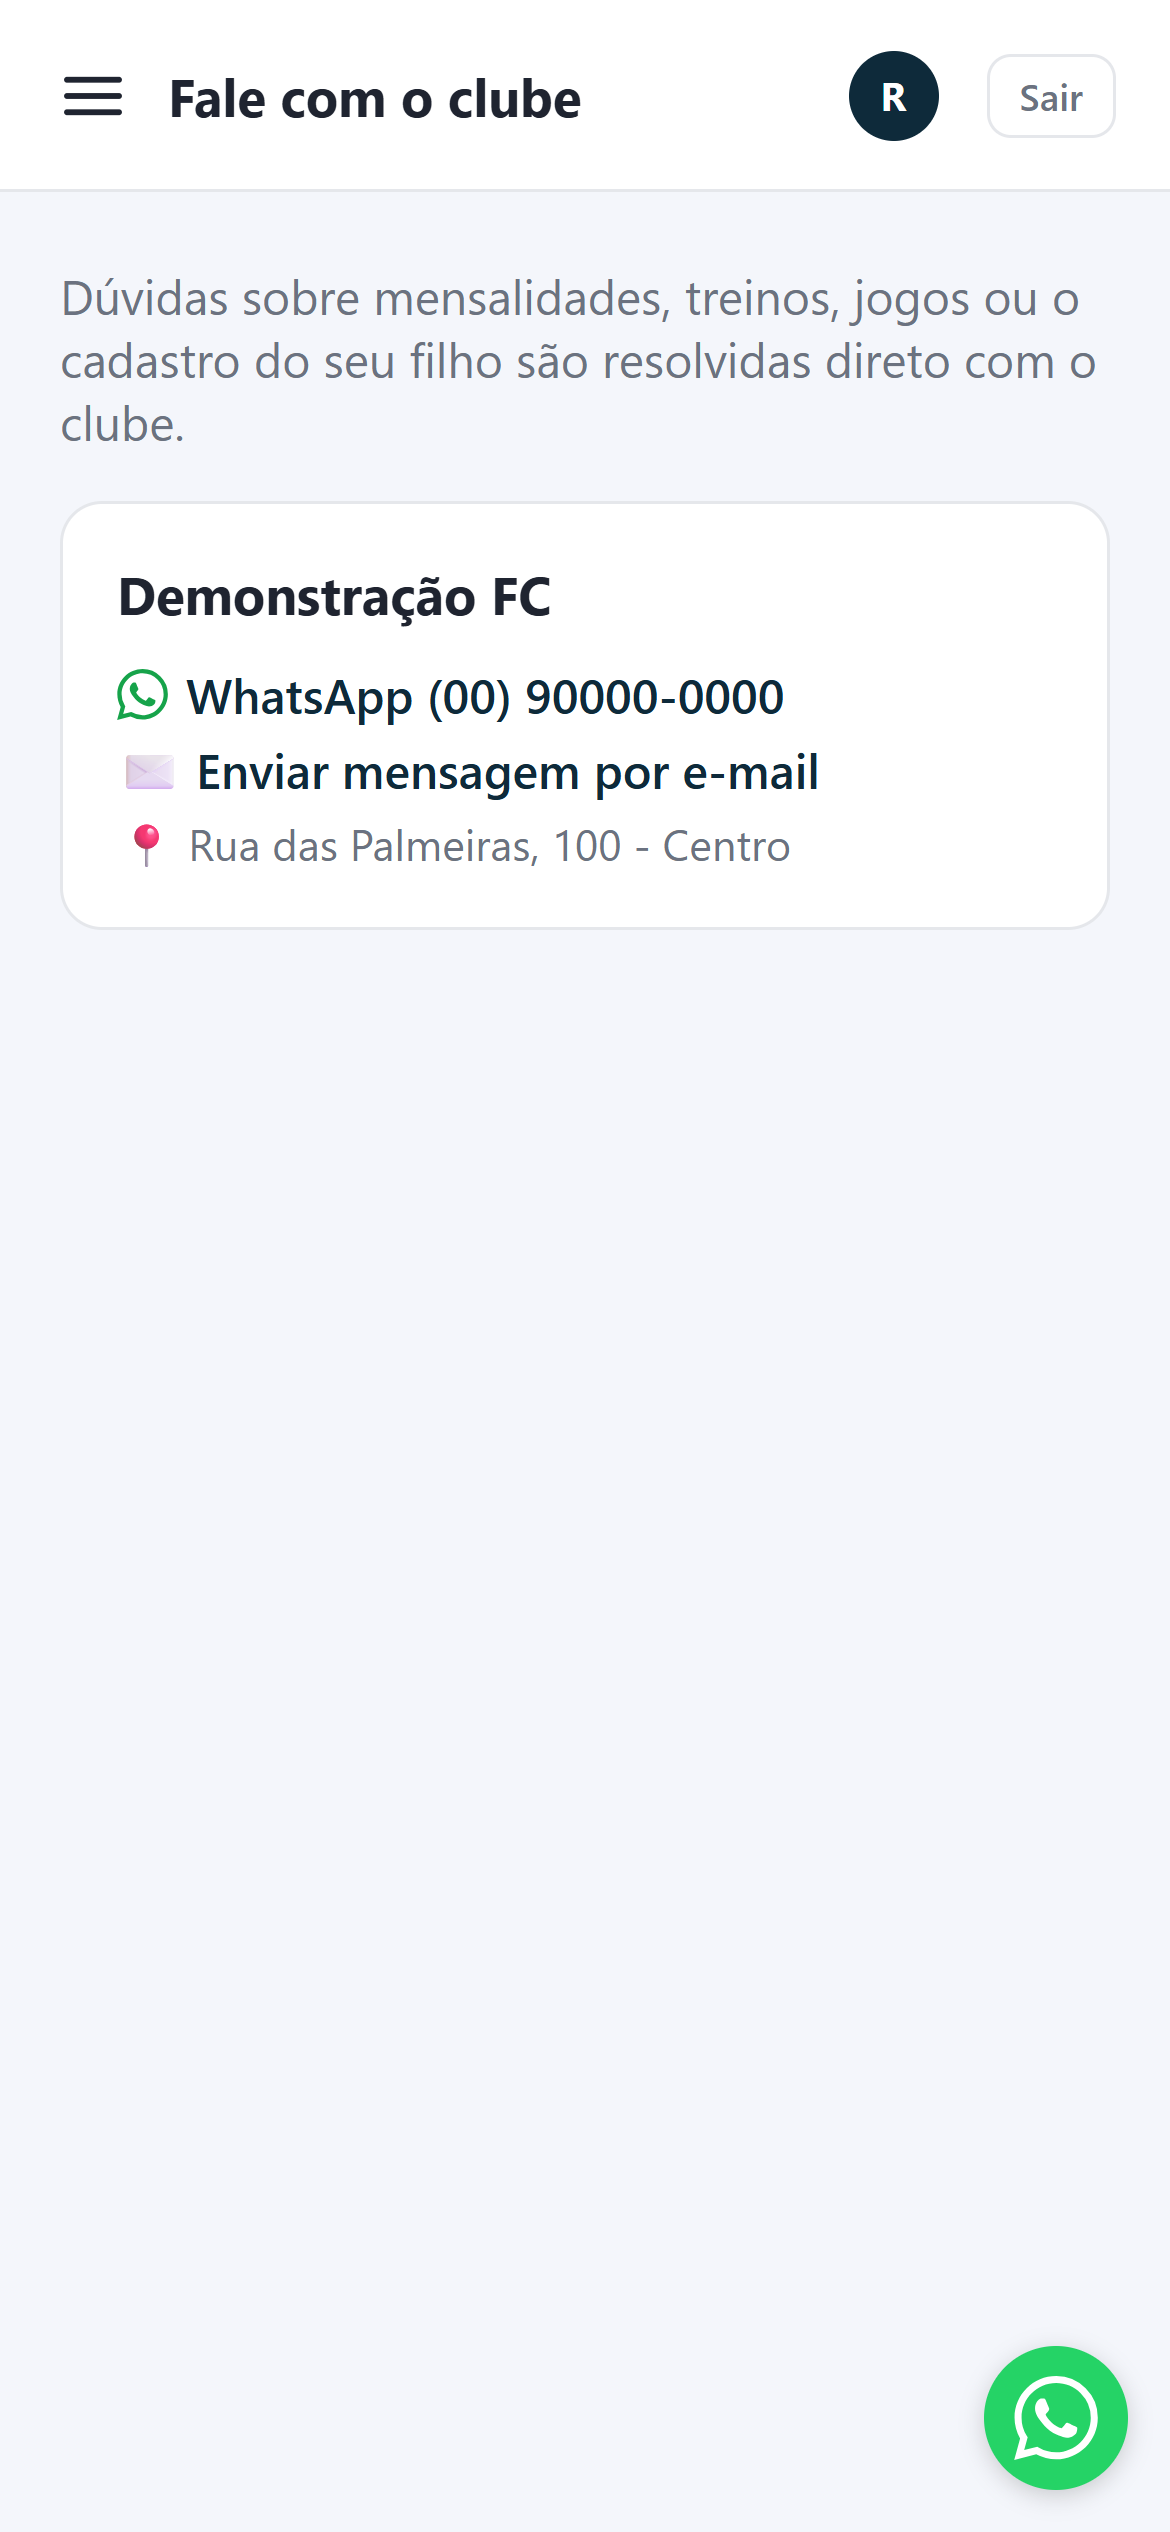 Fale com o clube
R
Sair
Dúvidas sobre mensalidades, treinos, jogos ou o
cadastro do seu filho são resolvidas direto com o
clube.
Demonstração FC
WhatsApp (00) 90000-0000
Enviar mensagem por e-mail
Rua das Palmeiras, 100 - Centro